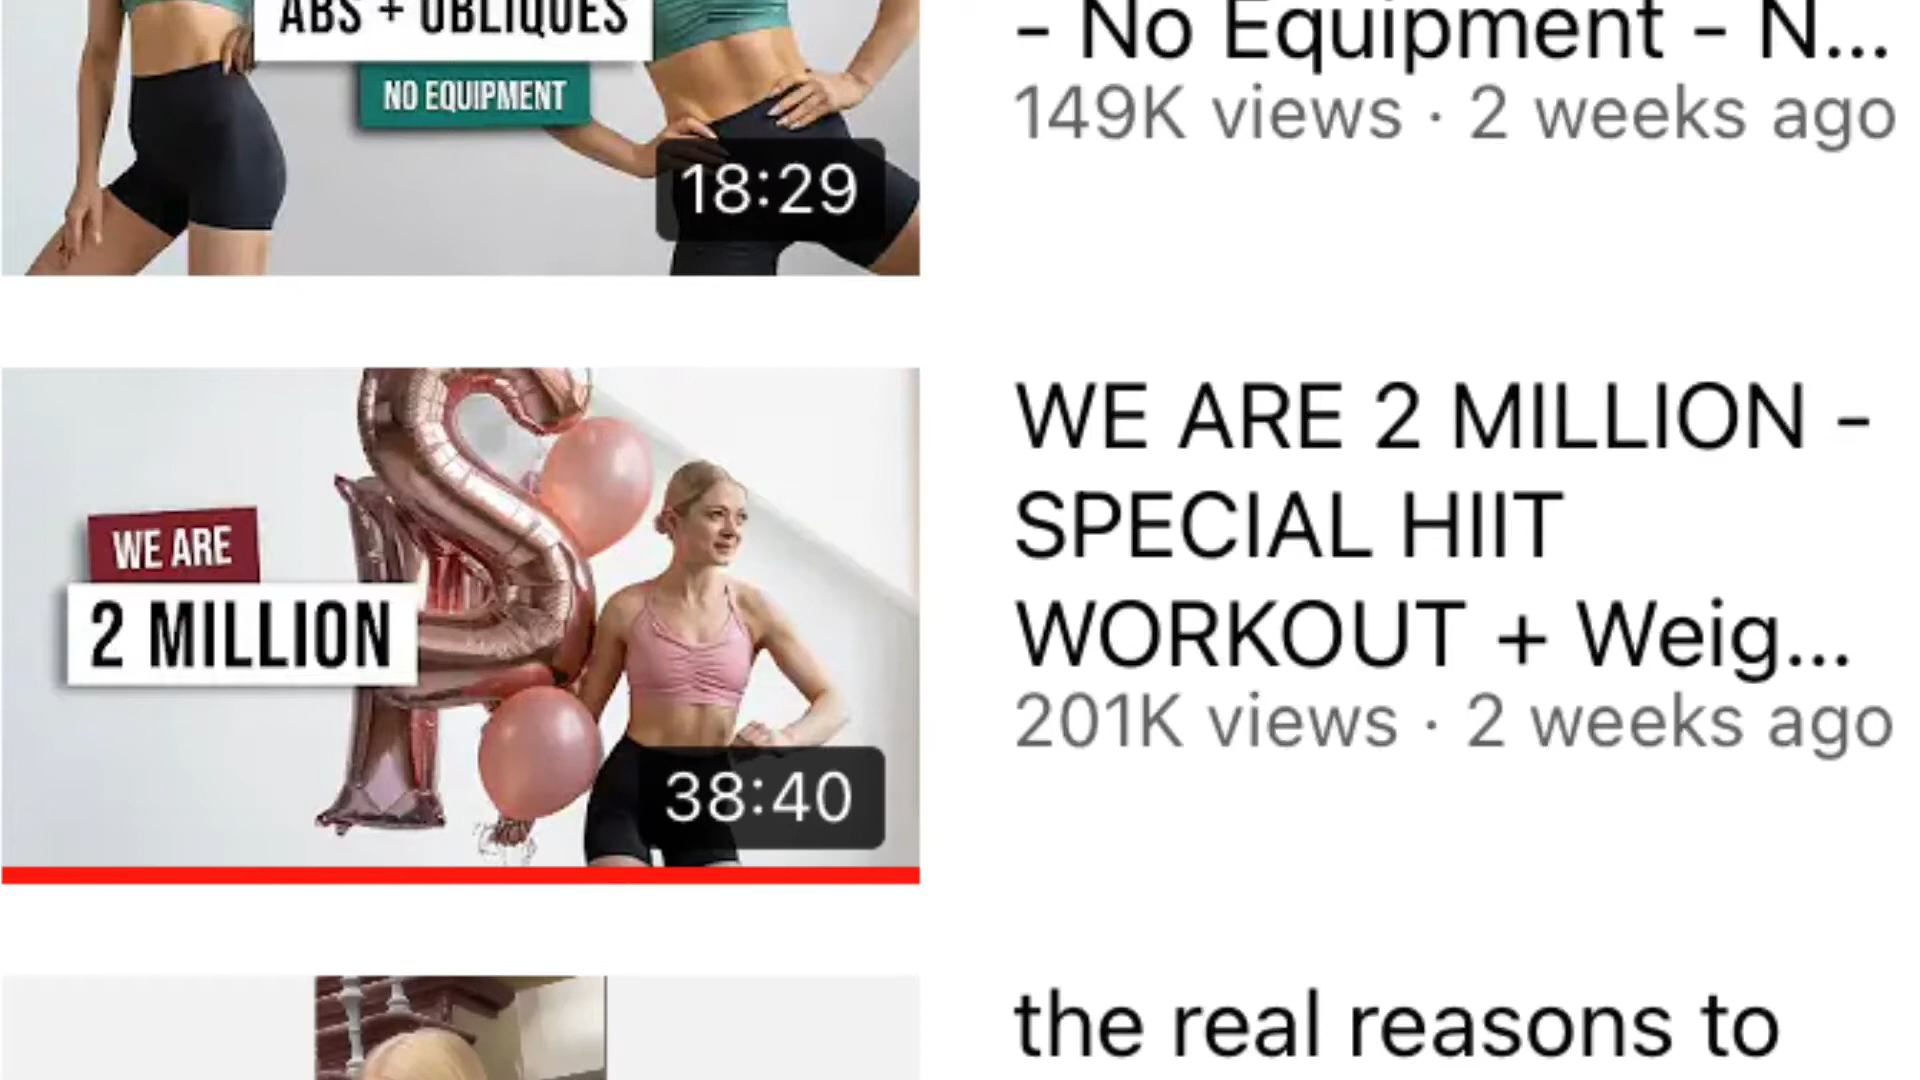 ABS + OBLIQUES
NO EQUIPMENT
18:29
- No Equipment - N...
149K views · 2 weeks ago
WE ARE
2 MILLION
38:40
WE ARE 2 MILLION -
SPECIAL HIIT
WORKOUT + Weig...
201K views · 2 weeks ago
the real reasons to